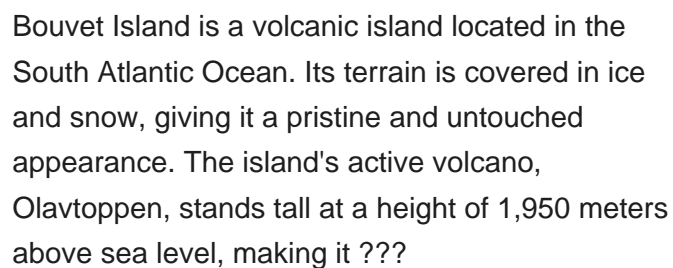 Bouvet Island is a volcanic island located in the
South Atlantic Ocean. Its terrain is covered in ice
and snow, giving it a pristine and untouched
appearance. The island's active volcano,
Olavtoppen, stands tall at a height of 1,950 meters
above sea level, making it ???